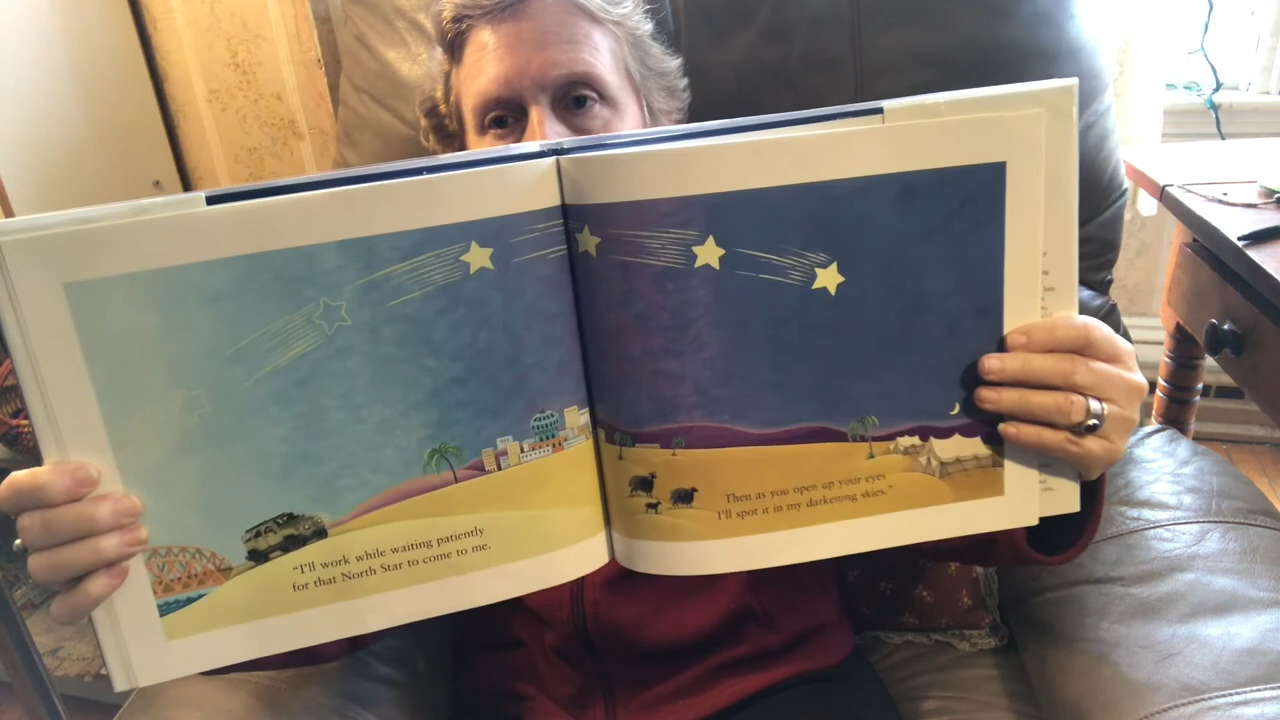 "I'll work while waiting patiently
for that North Star to come to me.
Then as you open up your eyes
I'll spot it in my darkening skies."